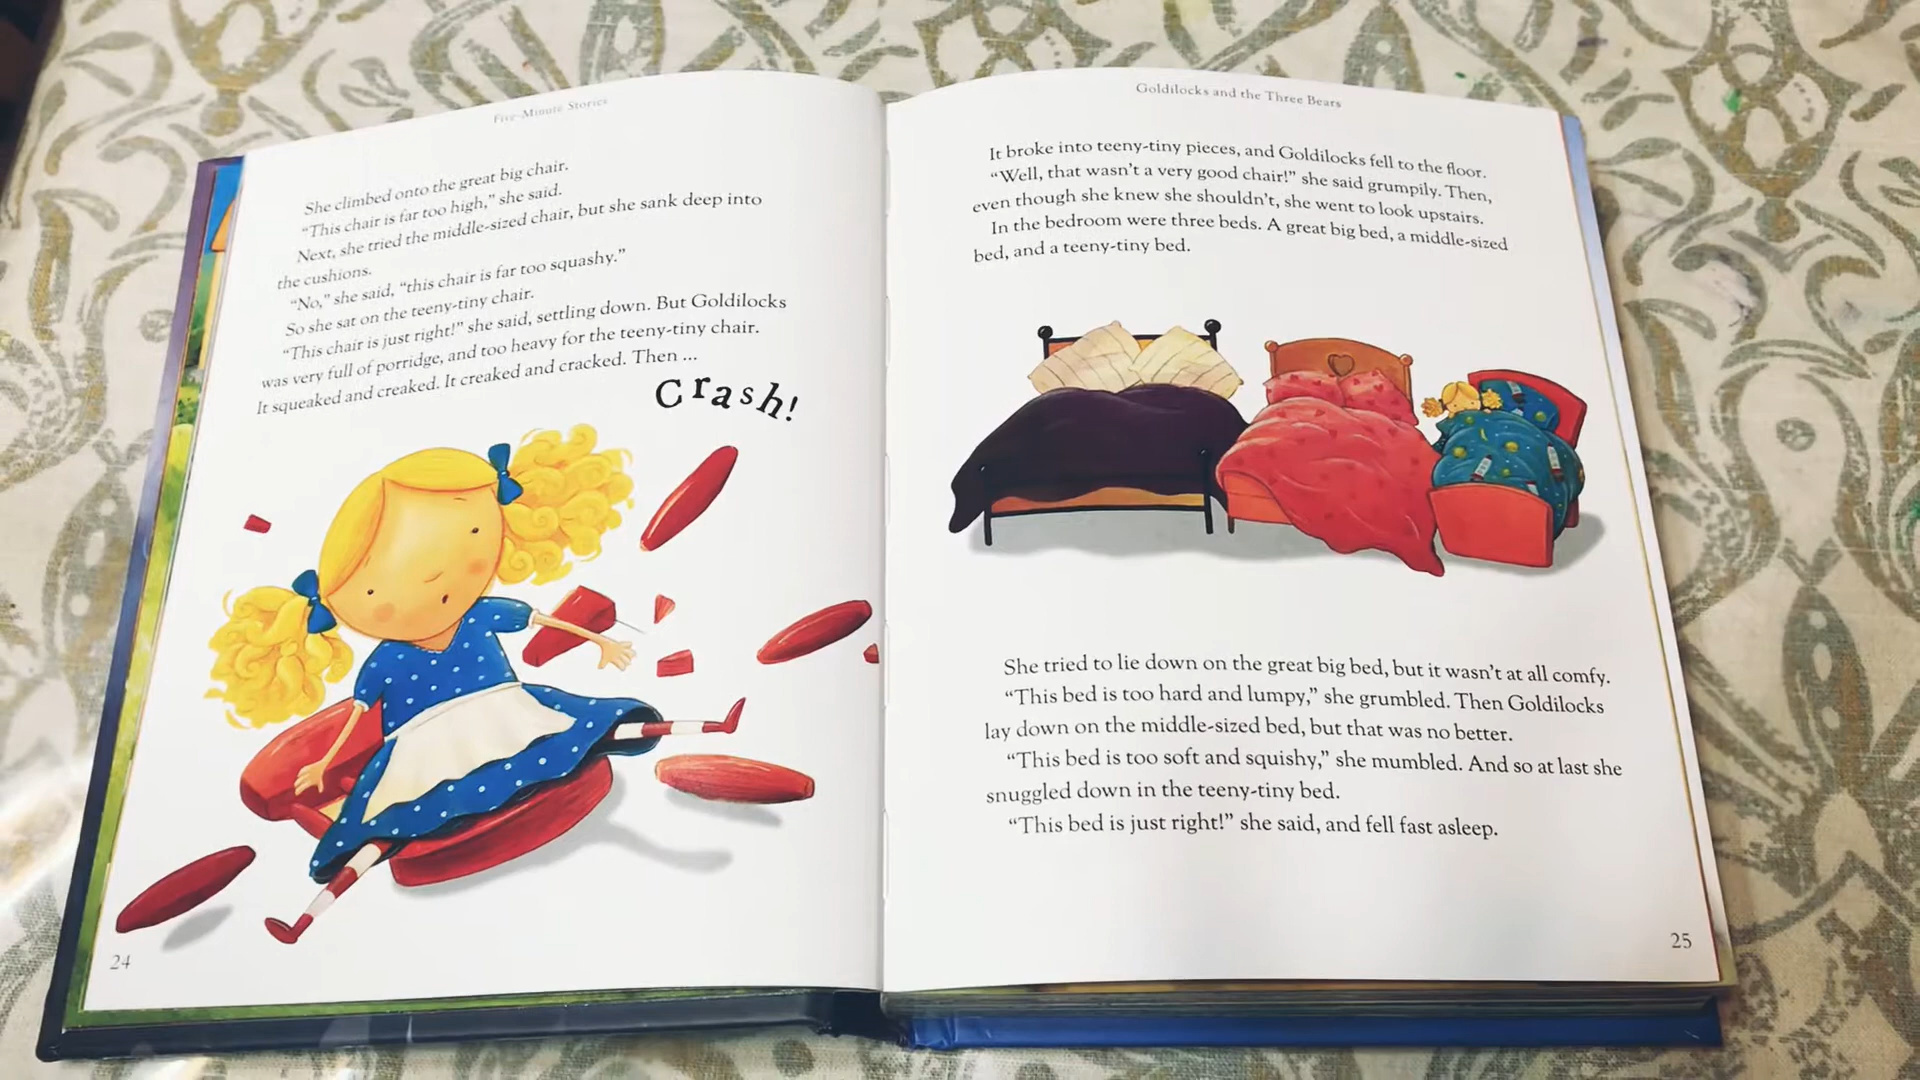 Five-Minute Stories
She climbed onto the great big chair.
“This chair is far too high,” she said.
Next, she tried the middle-sized chair, but she sank deep into
the cushions.
“No,” she said, “this chair is far too squashy.”
So she sat on the teeny-tiny chair.
“This chair is just right!” she said, settling down. But Goldilocks
was very full of porridge, and too heavy for the teeny-tiny chair.
It squeaked and creaked. It creaked and cracked. Then ...
Crash!
24
Goldilocks and the Three Bears
It broke into teeny-tiny pieces, and Goldilocks fell to the floor.
“Well, that wasn’t a very good chair!” she said grumpily. Then,
even though she knew she shouldn’t, she went to look upstairs.
In the bedroom were three beds. A great big bed, a middle-sized
bed, and a teeny-tiny bed.
She tried to lie down on the great big bed, but it wasn’t at all comfy.
“This bed is too hard and lumpy,” she grumbled. Then Goldilocks
lay down on the middle-sized bed, but that was no better.
“This bed is too soft and squishy,” she mumbled. And so at last she
snuggled down in the teeny-tiny bed.
“This bed is just right!” she said, and fell fast asleep.
25